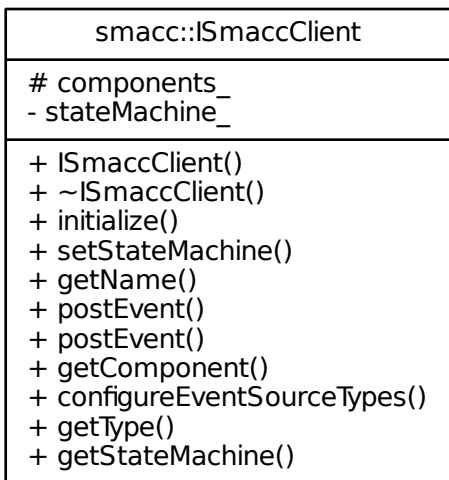 smacc::ISmaccClient
# components_
- stateMachine_
+ ISmaccClient()
+ ~ISmaccClient()
+ initialize()
+ setStateMachine()
+ getName()
+ postEvent()
+ postEvent()
+ getComponent()
+ configureEventSourceTypes()
+ getType()
+ getStateMachine()